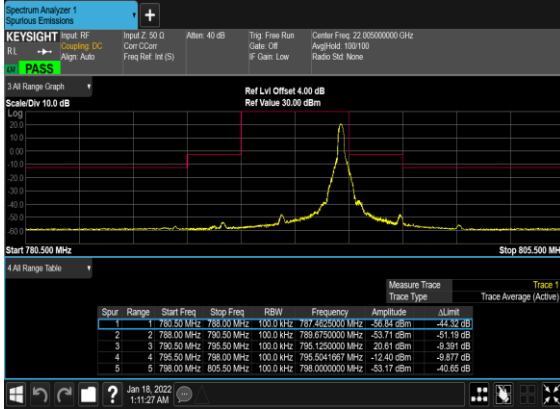 Spectrum Analyzer 1
Spurious Emissions
+
KEYSIGHT Input: RF Input Z: 50 Ω Atten: 40 dB Trig: Free Run Center Freq: 22.005000000 GHz
RL Coupling: DC Corr CCorr Gate: Off Avg|Hold: 100/100
Align: Auto Freq Ref: Int (S) IF Gain: Low Radio Std: None
PASS
3 All Range Graph
Ref Lvl Offset 4.00 dB
Scale/Div 10.0 dB Ref Value 30.00 dBm
Log
20.0
10.0
0.00
-10.0
-20.0
-30.0
-40.0
-50.0
-60.0
Start 780.500 MHz Stop 805.500 MHz
4 All Range Table
Measure Trace Trace 1
Trace Type Trace Average (Active)
Spur Range Start Freq Stop Freq RBW Frequency Amplitude ΔLimit
1 1 780.50 MHz 788.00 MHz 100.0 kHz 787.4625000 MHz -56.84 dBm -44.32 dB
2 2 788.00 MHz 790.50 MHz 100.0 kHz 789.6750000 MHz -53.71 dBm -51.19 dB
3 3 790.50 MHz 795.50 MHz 100.0 kHz 795.1250000 MHz 20.61 dBm -9.391 dB
4 4 795.50 MHz 798.00 MHz 100.0 kHz 795.5041667 MHz -12.40 dBm -9.877 dB
5 5 798.00 MHz 805.50 MHz 100.0 kHz 798.0000000 MHz -53.17 dBm -40.65 dB
? Jan 18, 2022
1:11:27 AM